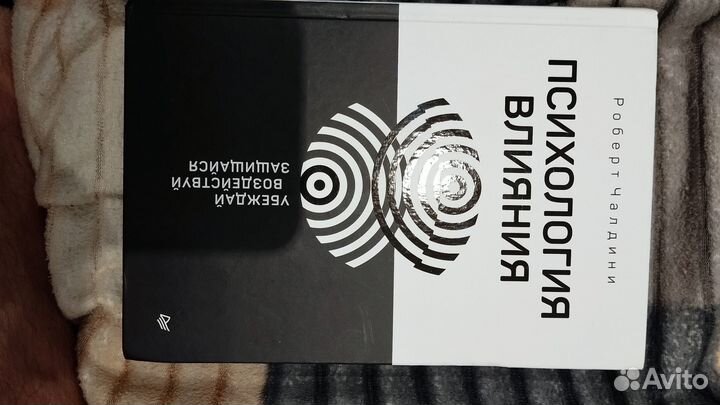 Роберт Чалдини
ПСИХОЛОГИЯ
ВЛИЯНИЯ
УБЕЖДАЙ
ВОЗДЕЙСТВУЙ
ЗАЩИЩАЙСЯ
Avito